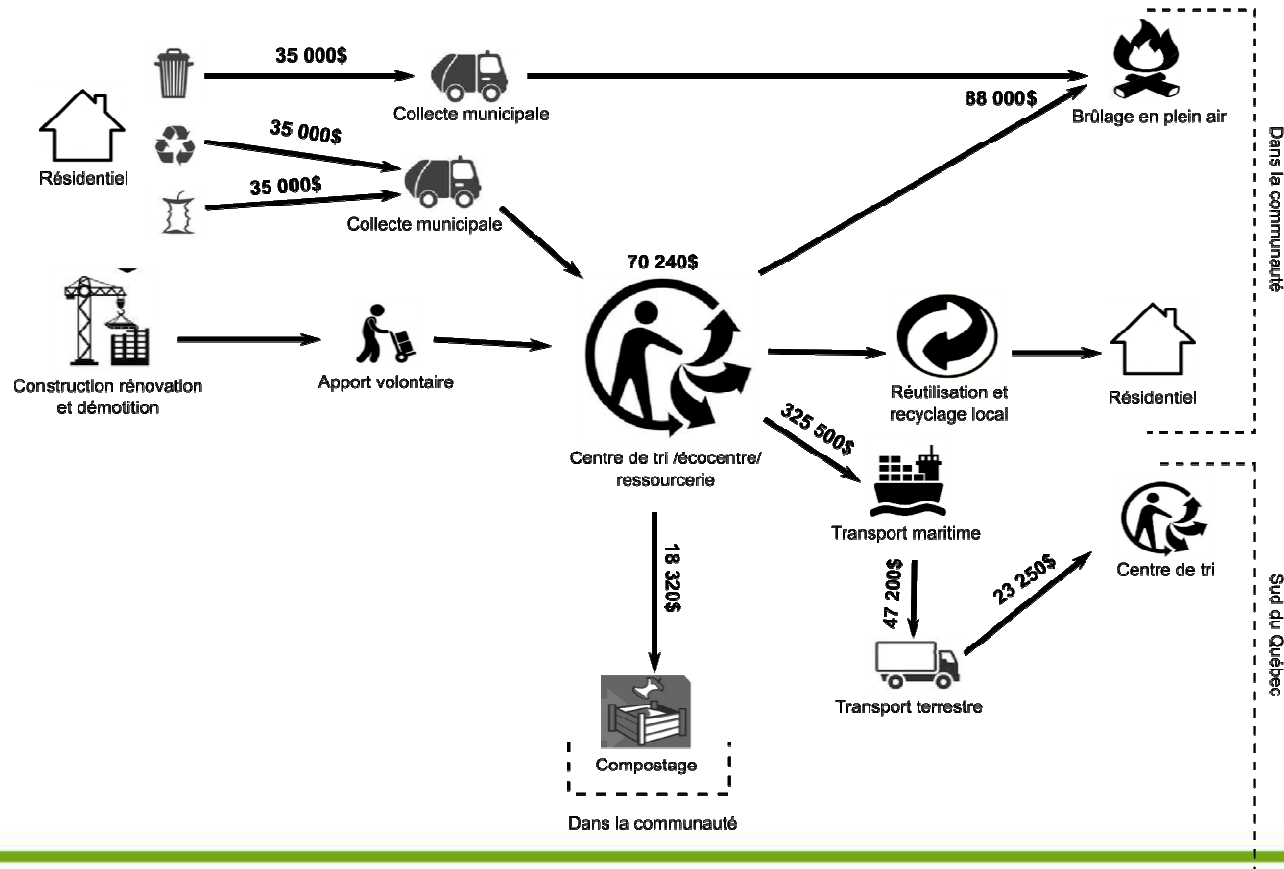 35 000$
Collecte municipale
88 000$
Brûlage en plein air
Résidentiel
35 000$
35 000$
Collecte municipale
Dans la communauté
70 240$
Construction rénovation
et démotition
Apport volontaire
Centre de tri /écocentre/
ressourcerie
Réutilisation et
recyclage local
Résidentiel
325 500$
Transport maritime
47 200$
23 250$
Centre de tri
Transport terrestre
Sud du Québec
18 320$
Compostage
Dans la communauté